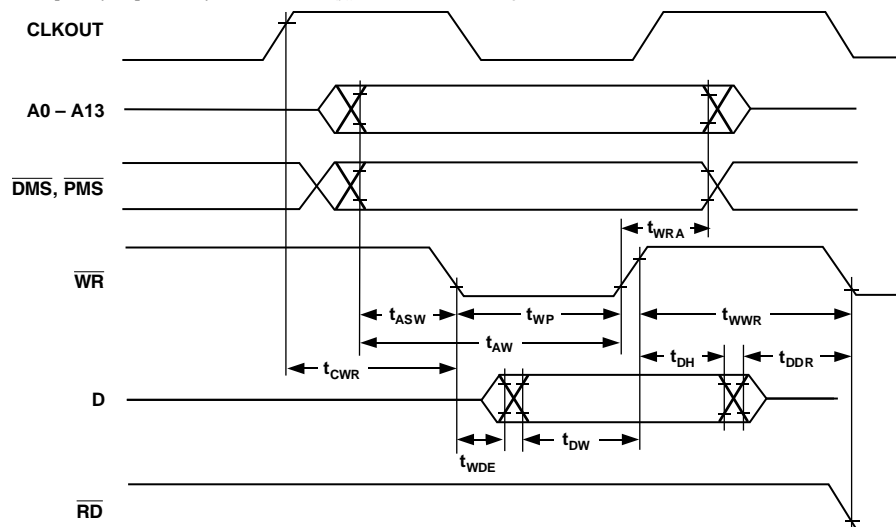 CLKOUT
A0 – A13
DMS, PMS
tWRA
WR
tASW
tWP
tWWR
tAW
tCWR
tDH
tDDR
D
tWDE
tDW
RD